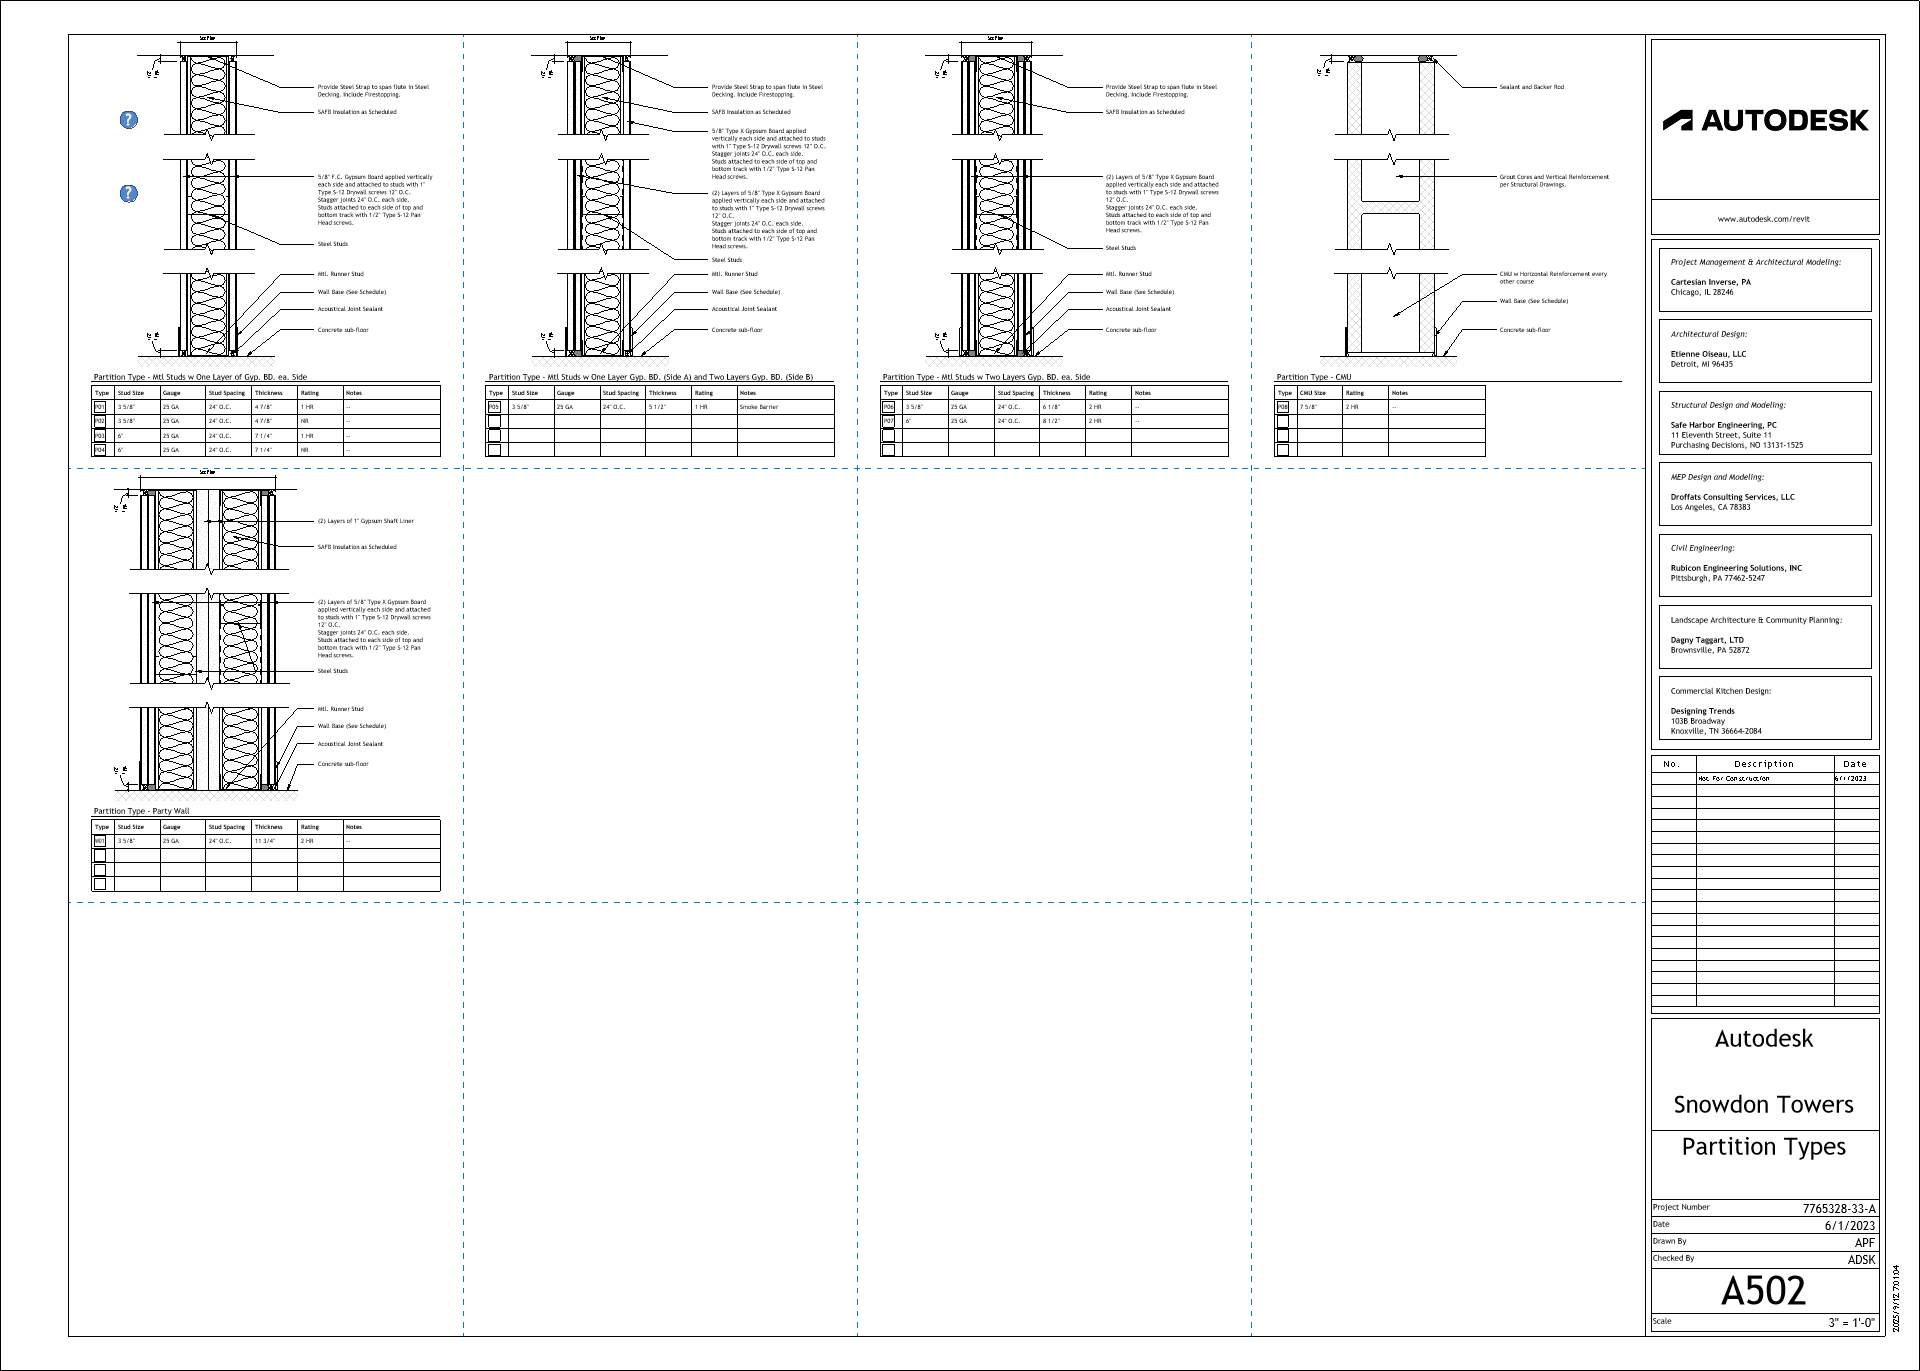 See Plan
Provide Steel Strap to span flute in Steel
Decking. Include Firestopping.
SAFB Insulation as Scheduled
5/8" F.C. Gypsum Board applied vertically
each side and attached to studs with 1"
Type S-12 Drywall screws 12" O.C.
Stagger joints 24" O.C. each side.
Studs attached to each side of top and
bottom track with 1/2" Type S-12 Pan
Head screws.
Steel Studs
Mtl. Runner Stud
Wall Base (See Schedule)
Acoustical Joint Sealant
Concrete sub-floor
Partition Type - Mtl Studs w One Layer of Gyp. BD. ea. Side
Type Stud Size Gauge Stud Spacing Thickness Rating Notes
P01 3 5/8" 25 GA 24" O.C. 4 7/8" 1 HR --
P02 3 5/8" 25 GA 24" O.C. 4 7/8" NR --
P03 6" 25 GA 24" O.C. 7 1/4" 1 HR --
P04 6" 25 GA 24" O.C. 7 1/4" NR --
See Plan
Provide Steel Strap to span flute in Steel
Decking. Include Firestopping.
SAFB Insulation as Scheduled
5/8" Type X Gypsum Board applied
vertically each side and attached to studs
with 1" Type S-12 Drywall screws 12" O.C.
Stagger joints 24" O.C. each side.
Studs attached to each side of top and
bottom track with 1/2" Type S-12 Pan
Head screws.
(2) Layers of 5/8" Type X Gypsum Board
applied vertically each side and attached
to studs with 1" Type S-12 Drywall screws
12" O.C.
Stagger joints 24" O.C. each side.
Studs attached to each side of top and
bottom track with 1/2" Type S-12 Pan
Head screws.
Steel Studs
Mtl. Runner Stud
Wall Base (See Schedule)
Acoustical Joint Sealant
Concrete sub-floor
Partition Type - Mtl Studs w One Layer Gyp. BD. (Side A) and Two Layers Gyp. BD. (Side B)
Type Stud Size Gauge Stud Spacing Thickness Rating Notes
P05 3 5/8" 25 GA 24" O.C. 5 1/2" 1 HR Smoke Barrier
See Plan
Provide Steel Strap to span flute in Steel
Decking. Include Firestopping.
SAFB Insulation as Scheduled
(2) Layers of 5/8" Type X Gypsum Board
applied vertically each side and attached
to studs with 1" Type S-12 Drywall screws
12" O.C.
Stagger joints 24" O.C. each side.
Studs attached to each side of top and
bottom track with 1/2" Type S-12 Pan
Head screws.
Steel Studs
Mtl. Runner Stud
Wall Base (See Schedule)
Acoustical Joint Sealant
Concrete sub-floor
Partition Type - Mtl Studs w Two Layers Gyp. BD. ea. Side
Type Stud Size Gauge Stud Spacing Thickness Rating Notes
P06 3 5/8" 25 GA 24" O.C. 6 1/8" 2 HR --
P07 6" 25 GA 24" O.C. 8 1/2" 2 HR --
Sealant and Backer Rod
Grout Cores and Vertical Reinforcement
per Structural Drawings.
CMU w Horizontal Reinforcement every
other course
Wall Base (See Schedule)
Concrete sub-floor
Partition Type - CMU
Type CMU Size Rating Notes
P08 7 5/8" 2 HR --
See Plan
(2) Layers of 1" Gypsum Shaft Liner
SAFB Insulation as Scheduled
(2) Layers of 5/8" Type X Gypsum Board
applied vertically each side and attached
to studs with 1" Type S-12 Drywall screws
12" O.C.
Stagger joints 24" O.C. each side.
Studs attached to each side of top and
bottom track with 1/2" Type S-12 Pan
Head screws.
Steel Studs
Mtl. Runner Stud
Wall Base (See Schedule)
Acoustical Joint Sealant
Concrete sub-floor
Partition Type - Party Wall
Type Stud Size Gauge Stud Spacing Thickness Rating Notes
3 5/8" 25 GA 24" O.C. 11 3/4" 2 HR --
AUTODESK
www.autodesk.com/revit
Project Management & Architectural Modeling:
Cartesian Inverse, PA
Chicago, IL 28246
Architectural Design:
Etienne Oiseau, LLC
Detroit, MI 96435
Structural Design and Modeling:
Safe Harbor Engineering, PC
11 Eleventh Street, Suite 11
Purchasing Decisions, NO 13131-1525
MEP Design and Modeling:
Droffats Consulting Services, LLC
Los Angeles, CA 78383
Civil Engineering:
Rubicon Engineering Solutions, INC
Pittsburgh, PA 77462-5247
Landscape Architecture & Community Planning:
Dagny Taggart, LTD
Brownsville, PA 52872
Commercial Kitchen Design:
Designing Trends
103B Broadway
Knoxville, TN 36664-2084
No. Description Date
Not For Construction 6/1/2023
Autodesk
Snowdon Towers
Partition Types
Project Number 7765328-33-A
Date 6/1/2023
Drawn By APF
Checked By ADSK
A502
Scale 3" = 1'-0"
2025/9/12 7:01:04